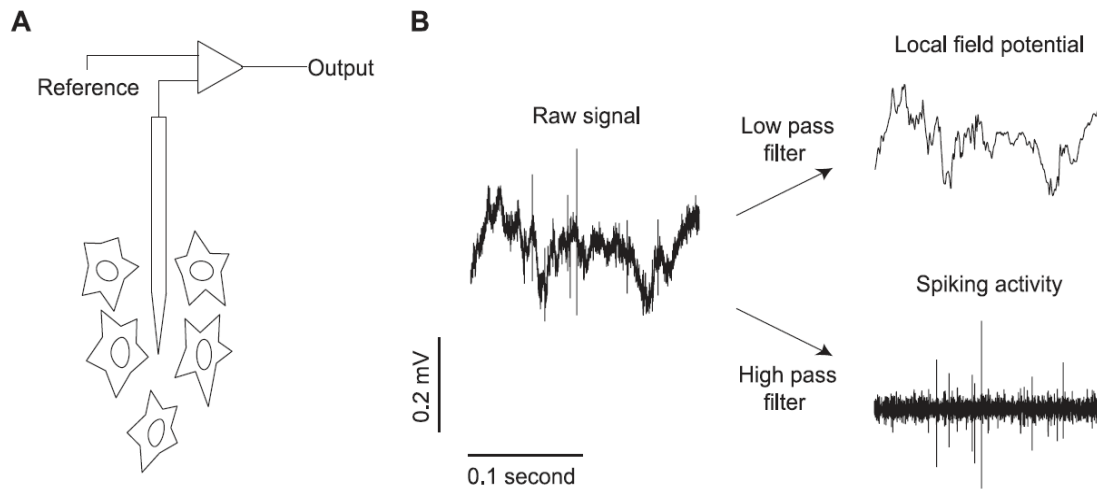 A
Reference
Output
B
Raw signal
0.2 mV
0.1 second
Low pass
filter
High pass
filter
Local field potential
Spiking activity